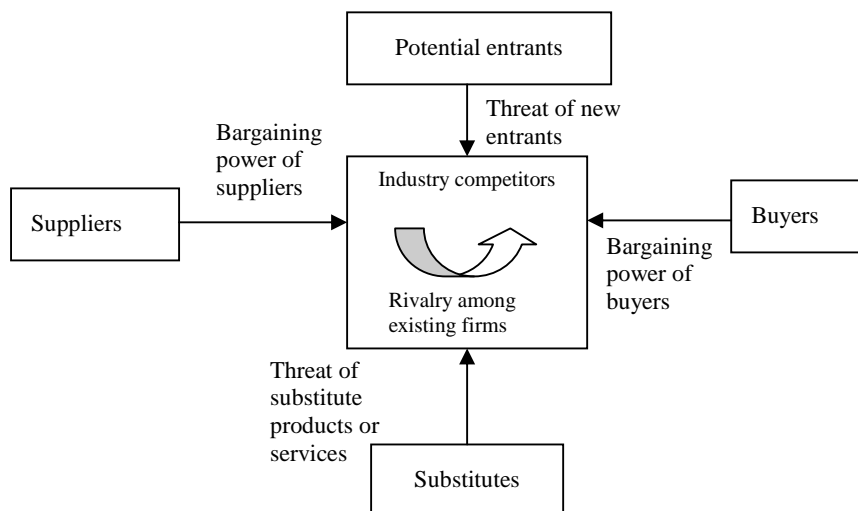 Potential entrants
Threat of new
entrants
Bargaining
power of
suppliers
Industry competitors
Suppliers
Buyers
Bargaining
power of
buyers
Rivalry among
existing firms
Threat of
substitute
products or
services
Substitutes